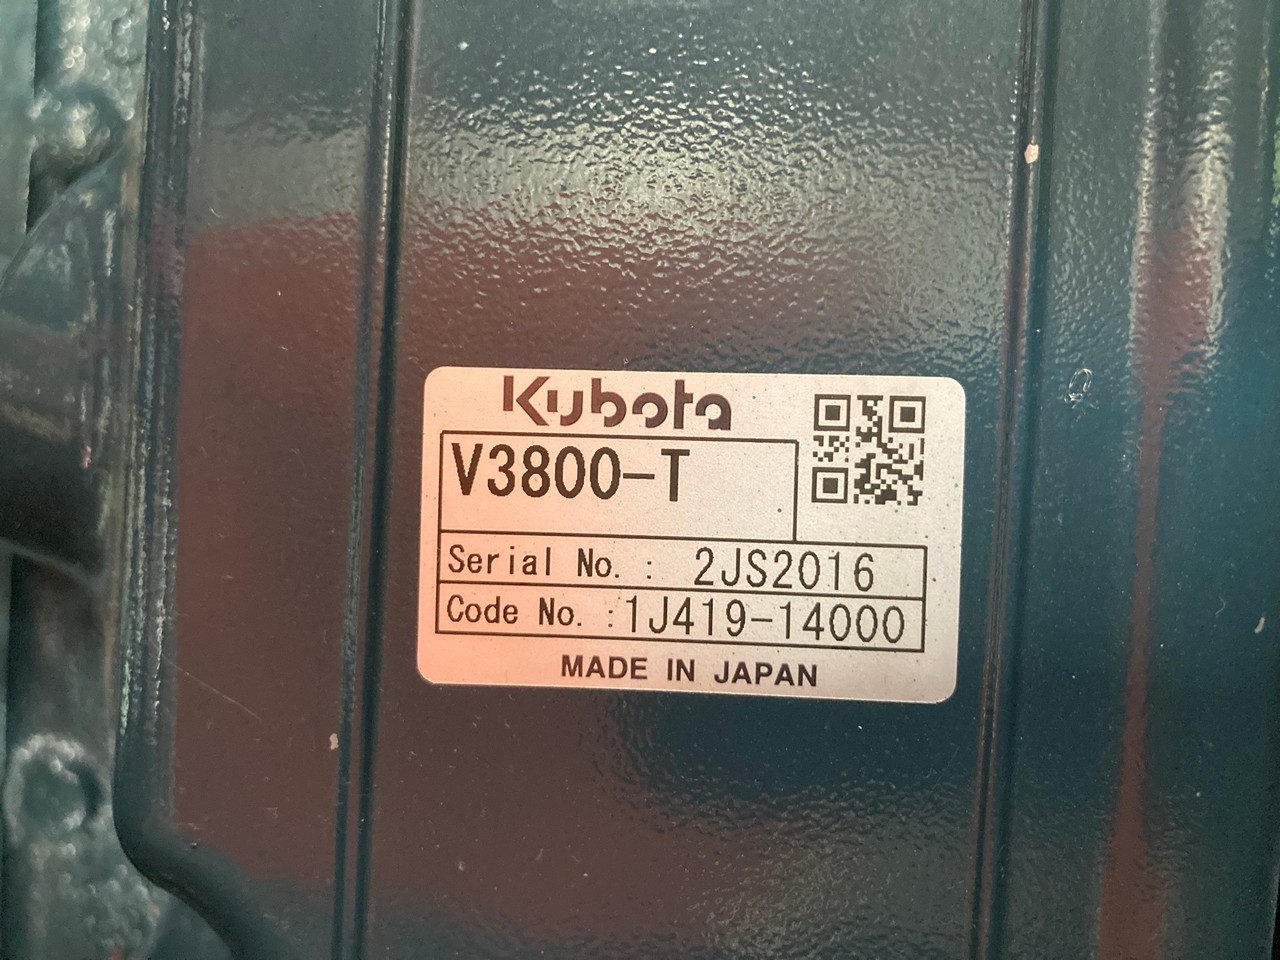 Kubota
V3800-T
Serial No. : 2JS2016
Code No. : 1J419-14000
MADE IN JAPAN